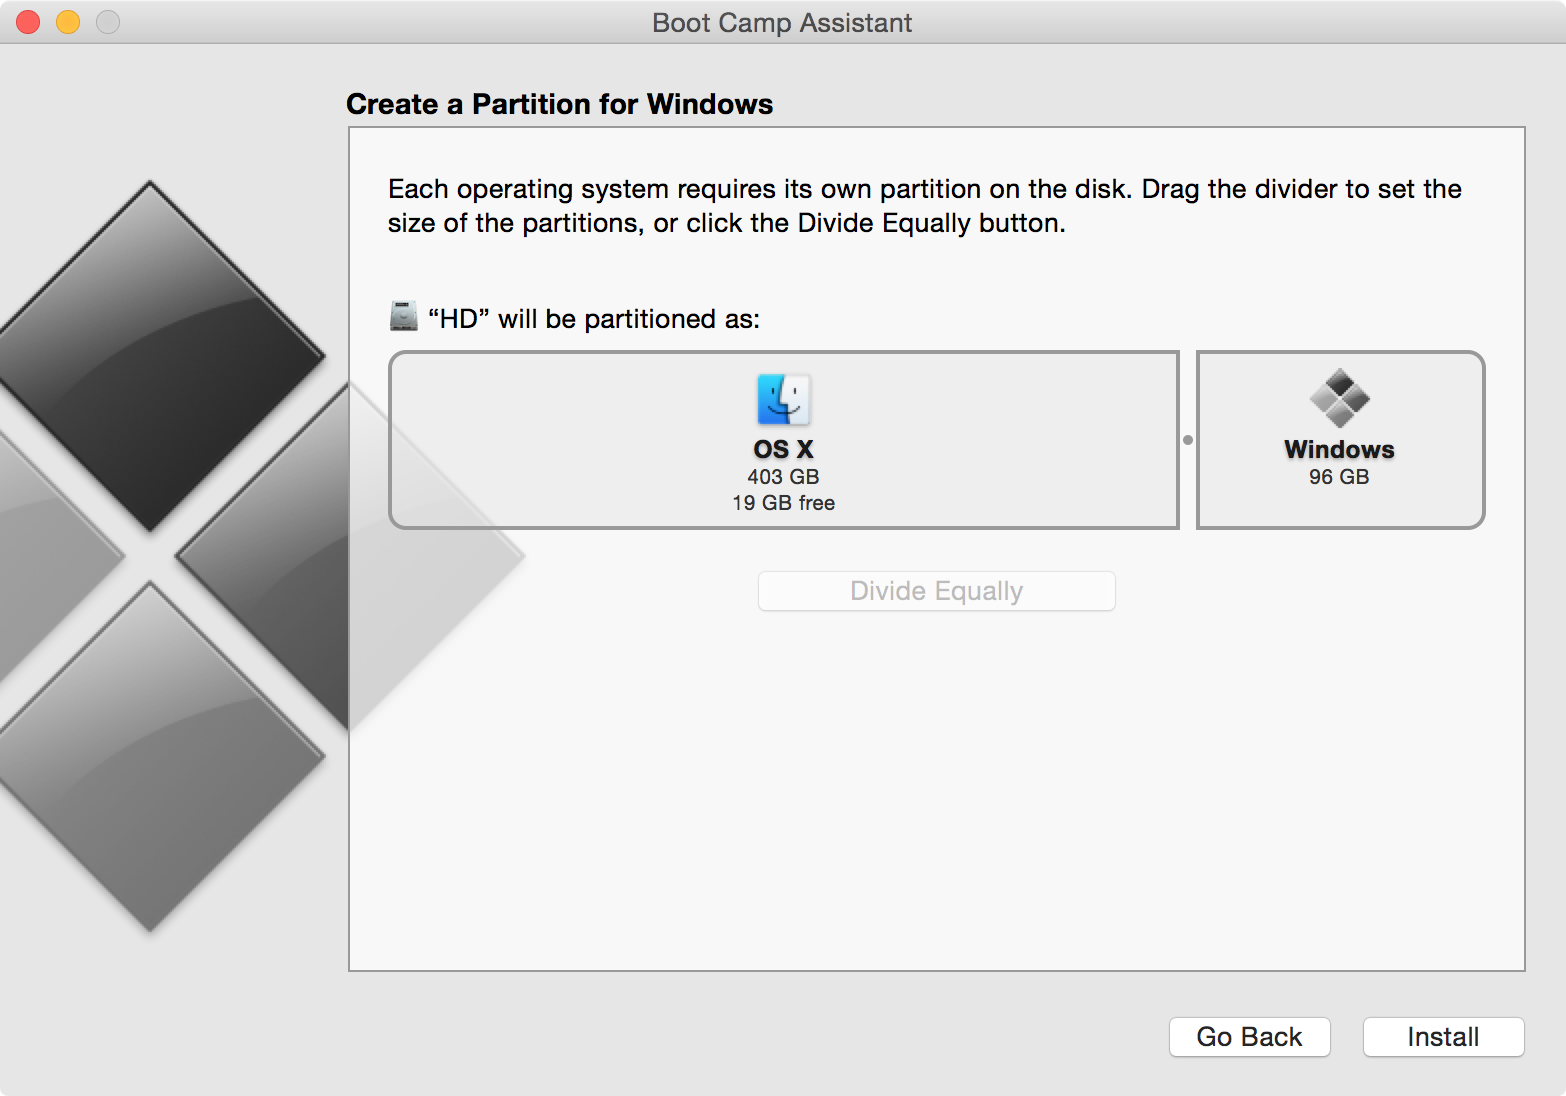 Boot Camp Assistant
Create a Partition for Windows
Each operating system requires its own partition on the disk. Drag the divider to set the
size of the partitions, or click the Divide Equally button.
“HD” will be partitioned as:
OS X
403 GB
19 GB free
Windows
96 GB
Divide Equally
Go Back
Install